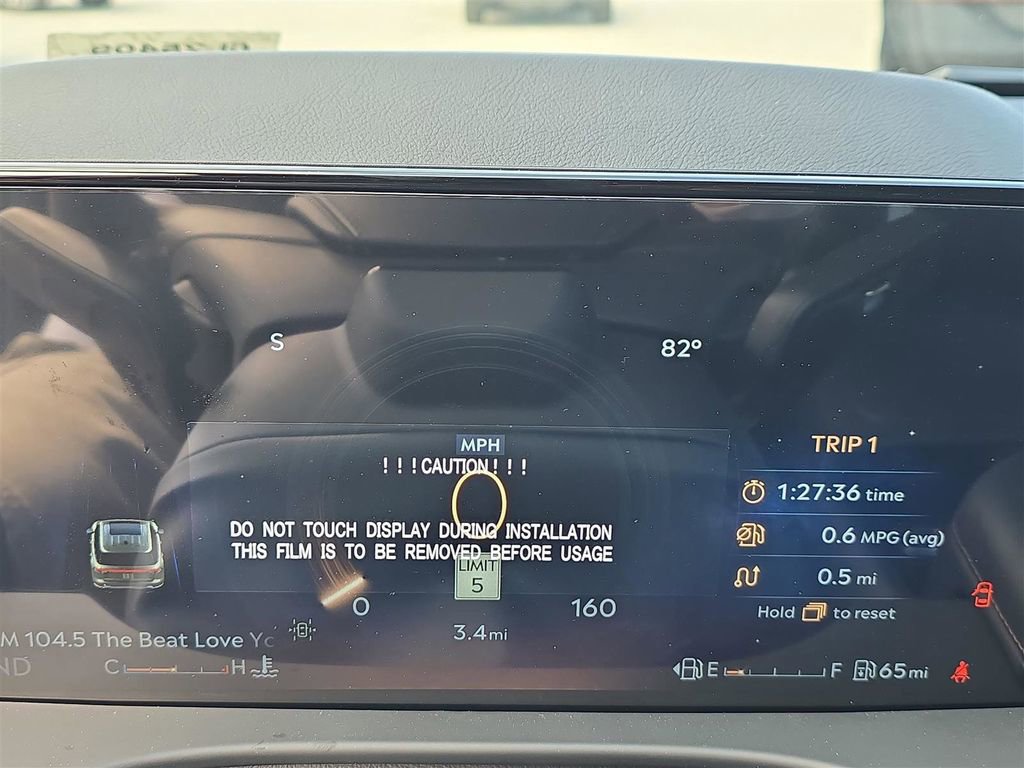 S
82°
MPH
!!!CAUTION!!!
0
DO NOT TOUCH DISPLAY DURING INSTALLATION
THIS FILM IS TO BE REMOVED BEFORE USAGE
LIMIT
5
0
160
3.4mi
TRIP 1
1:27:36 time
0.6 MPG (avg)
0.5 mi
Hold to reset
M 104.5 The Beat Love Yo
ND
C H
E F 65mi